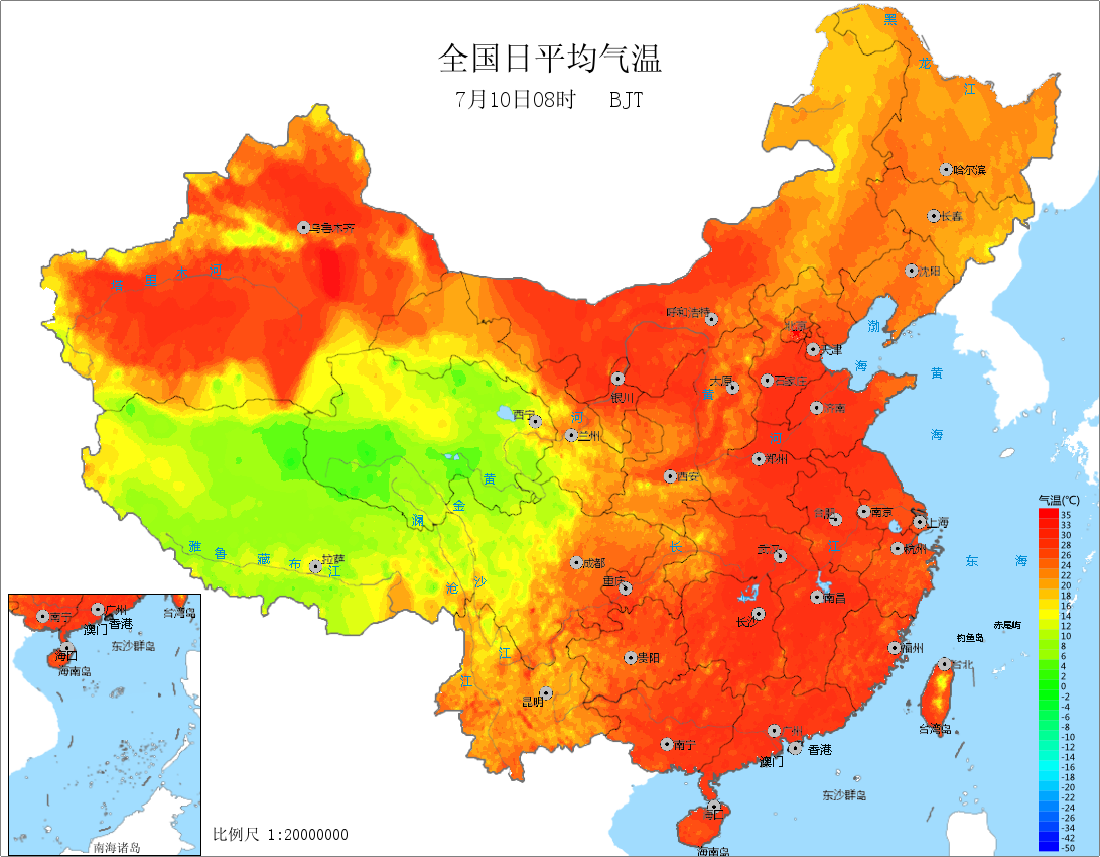 全国日平均气温
7月10日08时 BJT
黑
龙
江
哈尔滨
长春
沈阳
乌鲁木齐
木
河
呼和浩特
北京
天津
渤
海
黄
海
银川
太原
石家庄
济南
黄
西宁
兰州
河
郑州
西安
黄
金
澜
沧
沙
江
江
雅
鲁
藏
布
江
拉萨
成都
重庆
长
江
合肥
南京
上海
杭州
东
海
武汉
南昌
长沙
贵阳
昆明
福州
钓鱼岛
赤尾屿
台北
台湾岛
南宁
广州
香港
澳门
东沙群岛
海口
海南岛
南宁
广州
香港
澳门
台湾岛
海口
海南岛
东沙群岛
南海诸岛
比例尺 1:20000000
气温(℃)
35
33
30
28
26
24
22
20
18
16
14
12
10
8
6
4
2
0
-2
-4
-6
-8
-10
-12
-14
-16
-18
-20
-22
-24
-26
-34
-42
-50